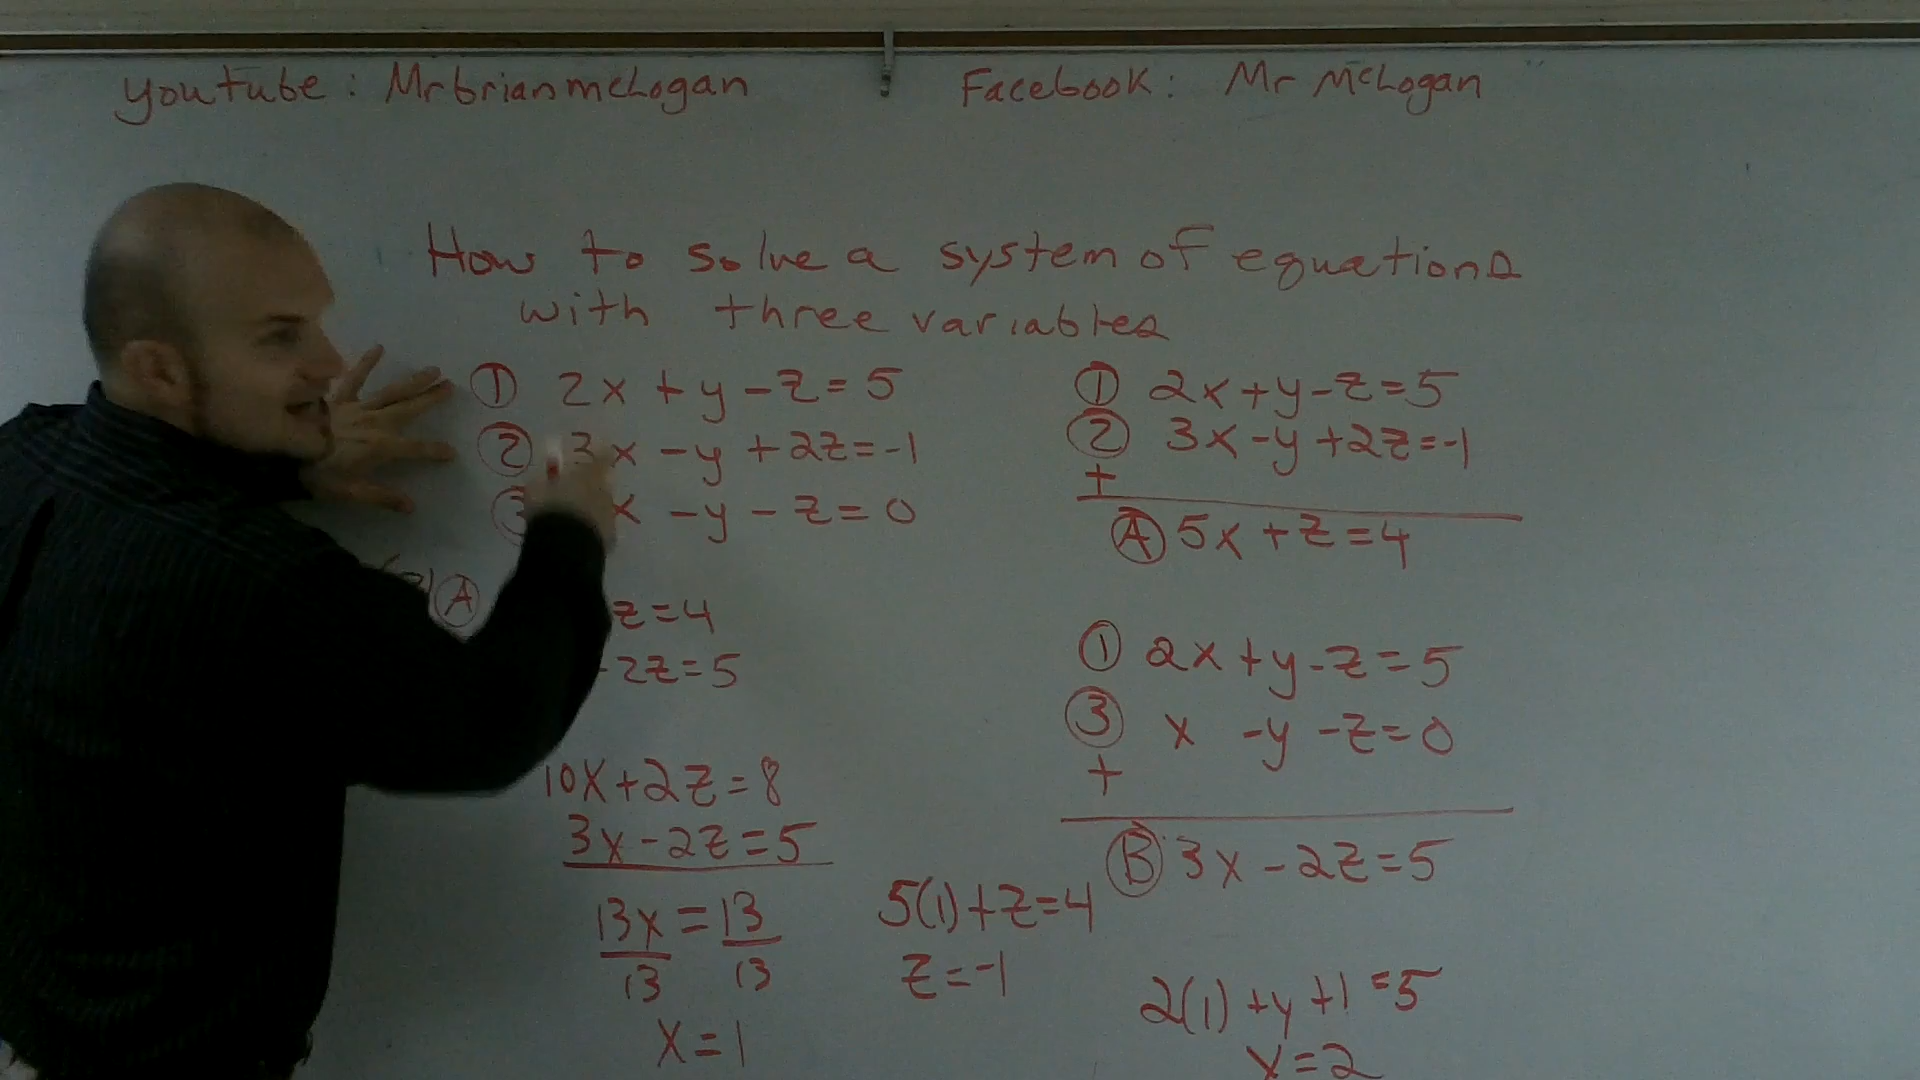 Youtube: Mrbrianmclogan
Facebook: Mr McLogan
How to solve a system of equations
with three variables
① 2x + y - z = 5
② 3x - y + 2z = -1
③ x - y - z = 0
Ⓐ z = 4
- 2z = 5
10x + 2z = 8
3x - 2z = 5
13x = 13
13 13
x = 1
5(1) + z = 4
z = -1
① 2x + y - z = 5
② 3x - y + 2z = -1
+
Ⓐ 5x + z = 4
① 2x + y - z = 5
③ x - y - z = 0
+
Ⓑ 3x - 2z = 5
2(1) + y + 1 = 5
y = 2